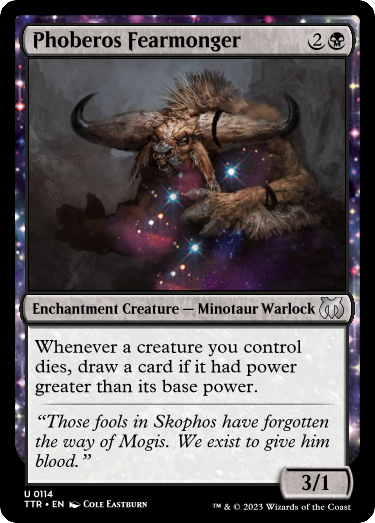 Phoberos Fearmonger 2
Enchantment Creature — Minotaur Warlock
Whenever a creature you control
dies, draw a card if it had power
greater than its base power.
“Those fools in Skophos have forgotten
the way of Mogis. We exist to give him
blood.”
3/1
U 0114
TTR • EN Cole Eastburn
™ & © 2023 Wizards of the Coast